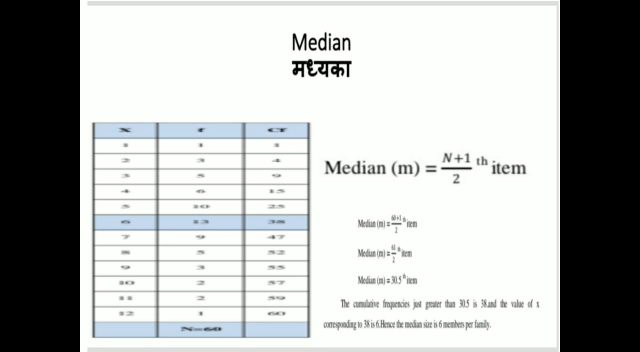 Median
मध्यका
X f CF
1 1 1
2 3 4
3 5 9
4 6 15
5 10 25
6 13 38
7 9 47
8 5 52
9 3 55
10 2 57
11 2 59
12 1 60
N=60
Median (m) = N+1/2 th item
Median (m) = 60+1/2 th item
Median (m) = 61/2 th item
Median (m) = 30.5 th item
The cumulative frequencies just greater than 30.5 is 38.and the value of x
corresponding to 38 is 6.Hence the median size is 6 members per family.